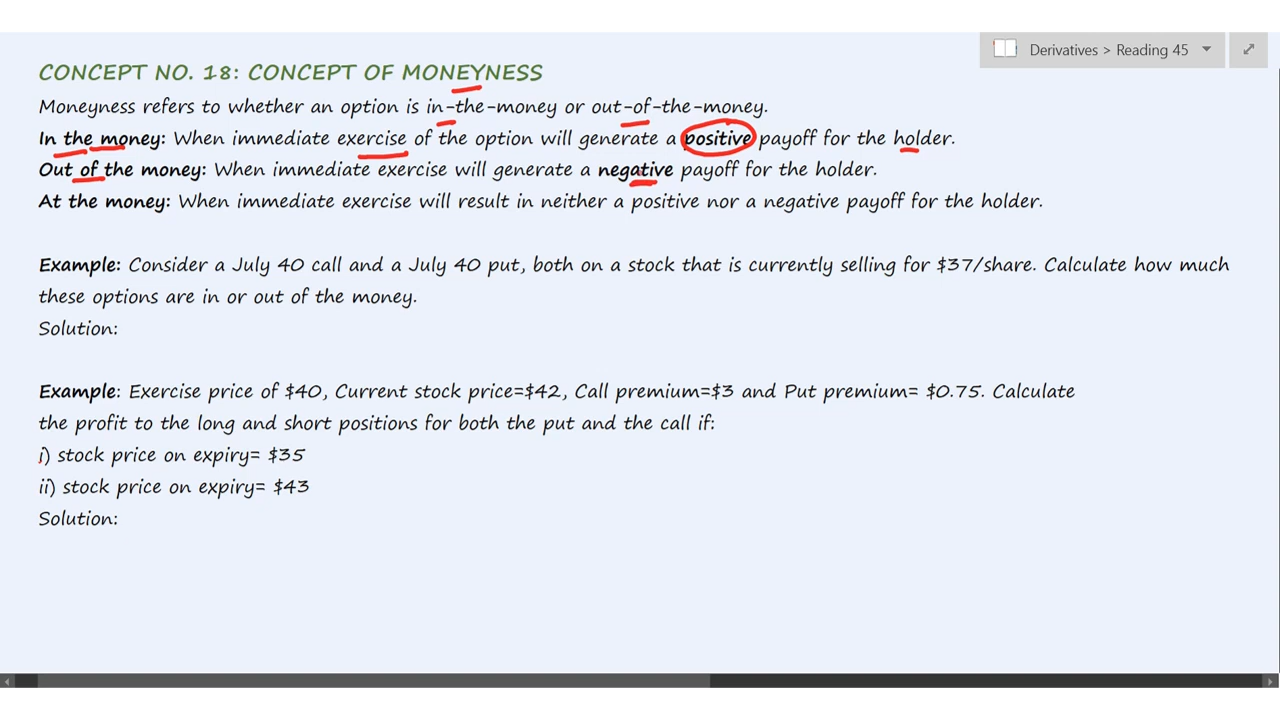 Derivatives > Reading 45
CONCEPT NO. 18: CONCEPT OF MONEYNESS
Moneyness refers to whether an option is in-the-money or out-of-the-money.
In the money: When immediate exercise of the option will generate a positive payoff for the holder.
Out of the money: When immediate exercise will generate a negative payoff for the holder.
At the money: When immediate exercise will result in neither a positive nor a negative payoff for the holder.
Example: Consider a July 40 call and a July 40 put, both on a stock that is currently selling for $37/share. Calculate how much
these options are in or out of the money.
Solution:
Example: Exercise price of $40, Current stock price=$42, Call premium=$3 and Put premium= $0.75. Calculate
the profit to the long and short positions for both the put and the call if:
i) stock price on expiry= $35
ii) stock price on expiry= $43
Solution: